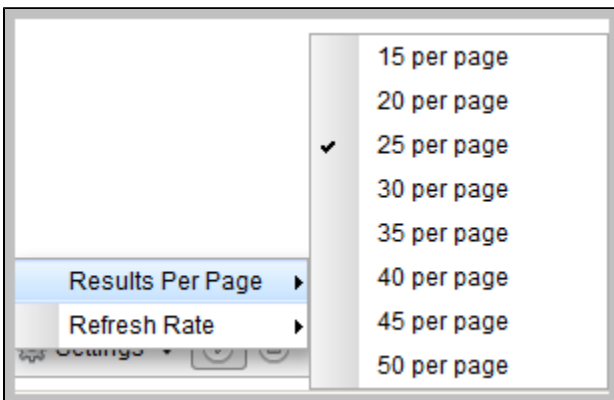 15 per page
20 per page
25 per page
30 per page
35 per page
40 per page
45 per page
50 per page
Results Per Page
Refresh Rate
Settings